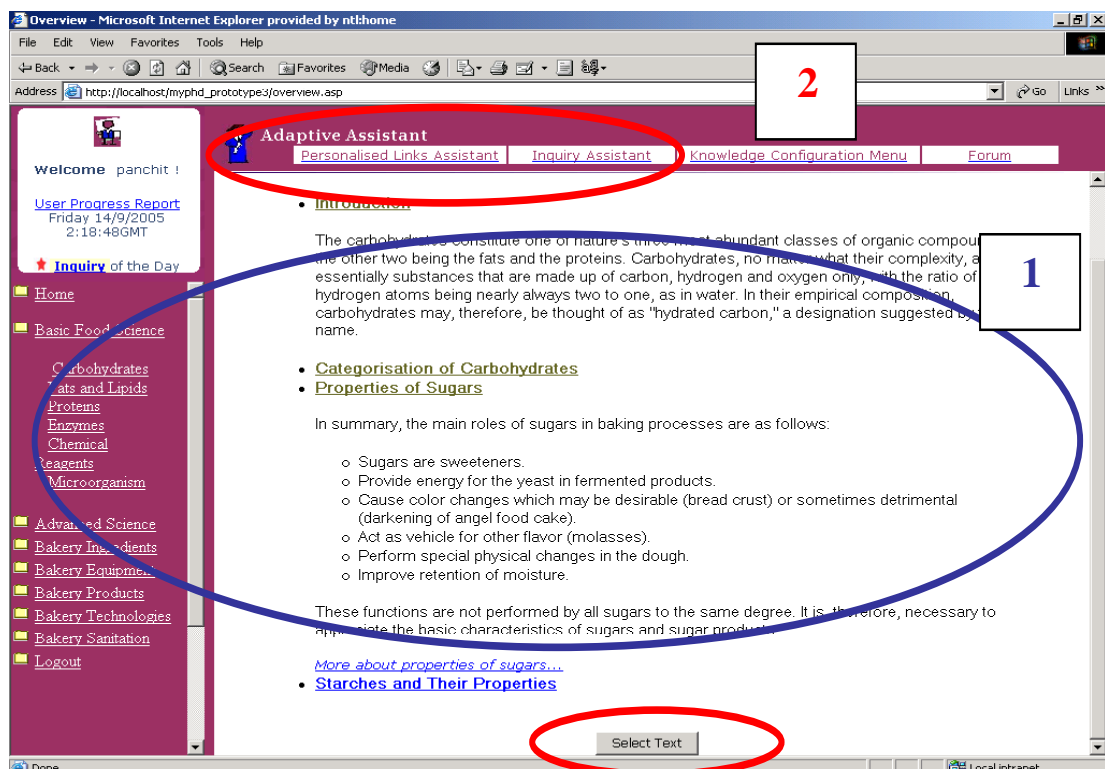 Overview - Microsoft Internet Explorer provided by ntl:home
File Edit View Favorites Tools Help
Back Search Favorites Media
Address http://localhost/myphd_prototype3/overview.asp Go Links »
2
Adaptive Assistant
Personalised Links Assistant Inquiry Assistant Knowledge Configuration Menu Forum
Welcome panchit !
User Progress Report
Friday 14/9/2005
2:18:48GMT
Inquiry of the Day
Home
Basic Food Science
Carbohydrates
Fats and Lipids
Proteins
Enzymes
Chemical
Reagents
Microorganism
Advanced Science
Bakery Ingredients
Bakery Equipment
Bakery Products
Bakery Technologies
Bakery Sanitation
Logout
1
• Introduction
The carbohydrates constitute one of nature's three most abundant classes of organic compou
the other two being the fats and the proteins. Carbohydrates, no matter what their complexity, a
essentially substances that are made up of carbon, hydrogen and oxygen only, with the ratio of
hydrogen atoms being nearly always two to one, as in water. In their empirical composition,
carbohydrates may, therefore, be thought of as "hydrated carbon," a designation suggested by
name.
• Categorisation of Carbohydrates
• Properties of Sugars
In summary, the main roles of sugars in baking processes are as follows:
o Sugars are sweeteners.
o Provide energy for the yeast in fermented products.
o Cause color changes which may be desirable (bread crust) or sometimes detrimental
(darkening of angel food cake).
o Act as vehicle for other flavor (molasses).
o Perform special physical changes in the dough.
o Improve retention of moisture.
These functions are not performed by all sugars to the same degree. It is, therefore, necessary to
appreciate the basic characteristics of sugars and sugar products.
More about properties of sugars...
• Starches and Their Properties
Select Text
Done Local intranet